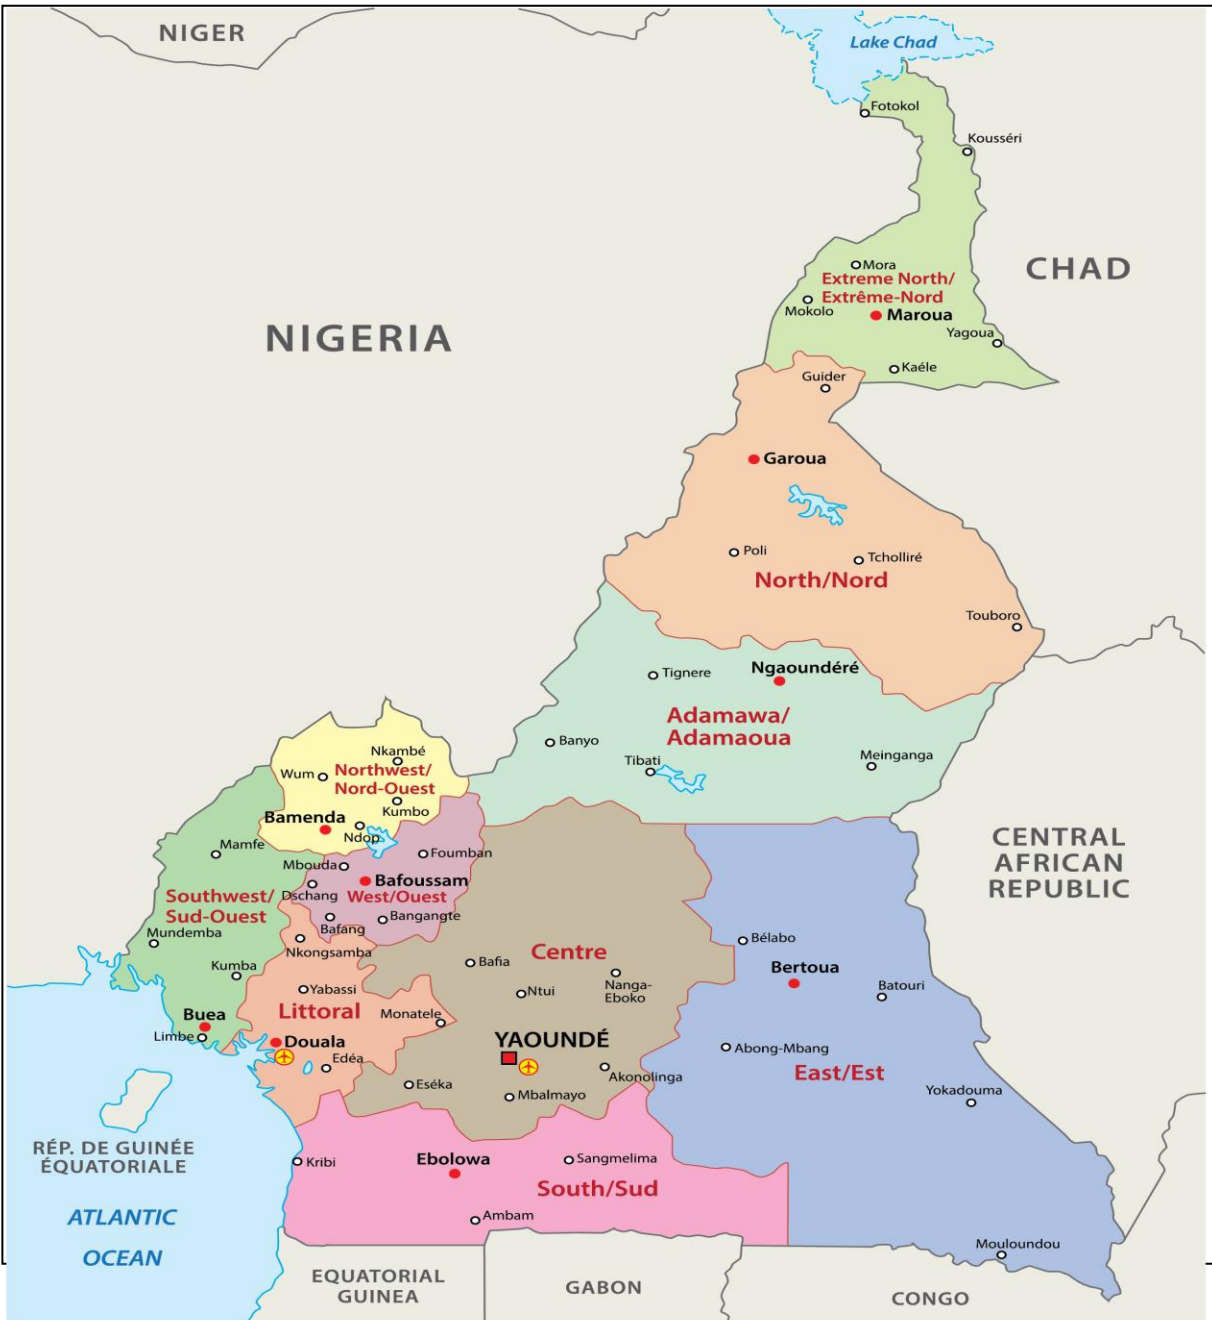 NIGER
Lake Chad
Fotokol
Kousséri
CHAD
Mora
Extreme North/
Extrême-Nord
Mokolo
Maroua
NIGERIA
Yagoua
Kaéle
Guider
Garoua
Poli
Tcholliré
North/Nord
Touboro
Ngaoundéré
Tignere
Adamawa/
Adamaoua
Banyo
Tibati
Meinganga
Nkambé
Northwest/
Nord-Ouest
Wum
Kumbo
Bamenda
Ndop
Mamfe
Foumban
Mbouda
Bafoussam
Dschang
West/Ouest
Southwest/
Sud-Ouest
Bafang
Bangangte
Mundemba
Nkongsamba
CENTRAL
AFRICAN
REPUBLIC
Centre
Bélabo
Bafia
Kumba
Yabassi
Ntui
Nanga-
Eboko
Bertoua
Batouri
Littoral
Monatele
Buea
Limbe
Douala
Edéa
YAOUNDÉ
Abong-Mbang
East/Est
Akonolinga
Eséka
Mbalmayo
Yokadouma
RÉP. DE GUINÉE
ÉQUATORIALE
Kribi
Ebolowa
Sangmelima
South/Sud
Ambam
ATLANTIC
OCEAN
Mouloundou
EQUATORIAL
GUINEA
GABON
CONGO